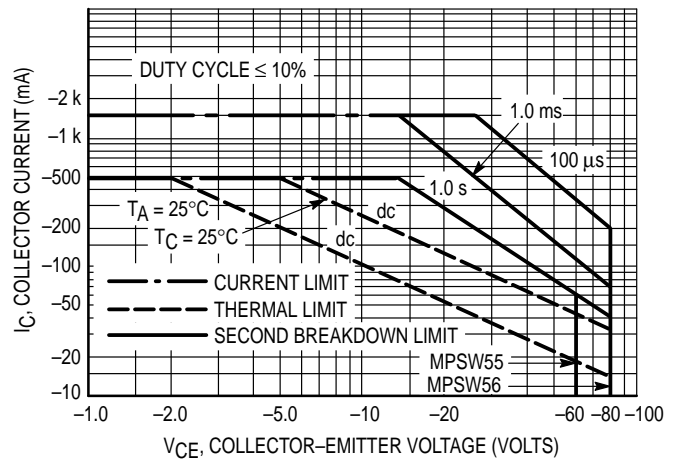 DUTY CYCLE ≤ 10%
–2 k
–1 k
–500
–200
–100
–50
–20
–10
I_C, COLLECTOR CURRENT (mA)
1.0 ms
100 µs
1.0 s
T_A = 25°C
T_C = 25°C
dc
dc
CURRENT LIMIT
THERMAL LIMIT
SECOND BREAKDOWN LIMIT
MPSW55
MPSW56
–1.0 –2.0 –5.0 –10 –20 –60 –80 –100
V_CE, COLLECTOR–EMITTER VOLTAGE (VOLTS)